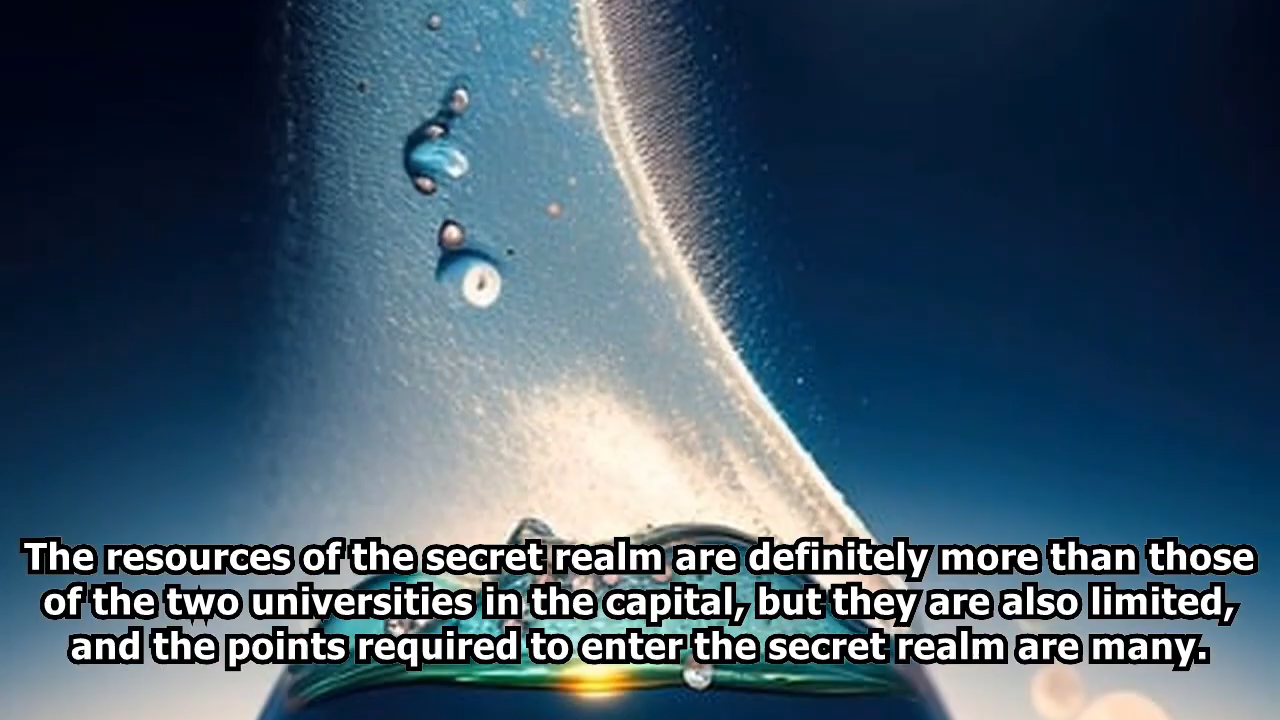 The resources of the secret realm are definitely more than those
of the two universities in the capital, but they are also limited,
and the points required to enter the secret realm are many.